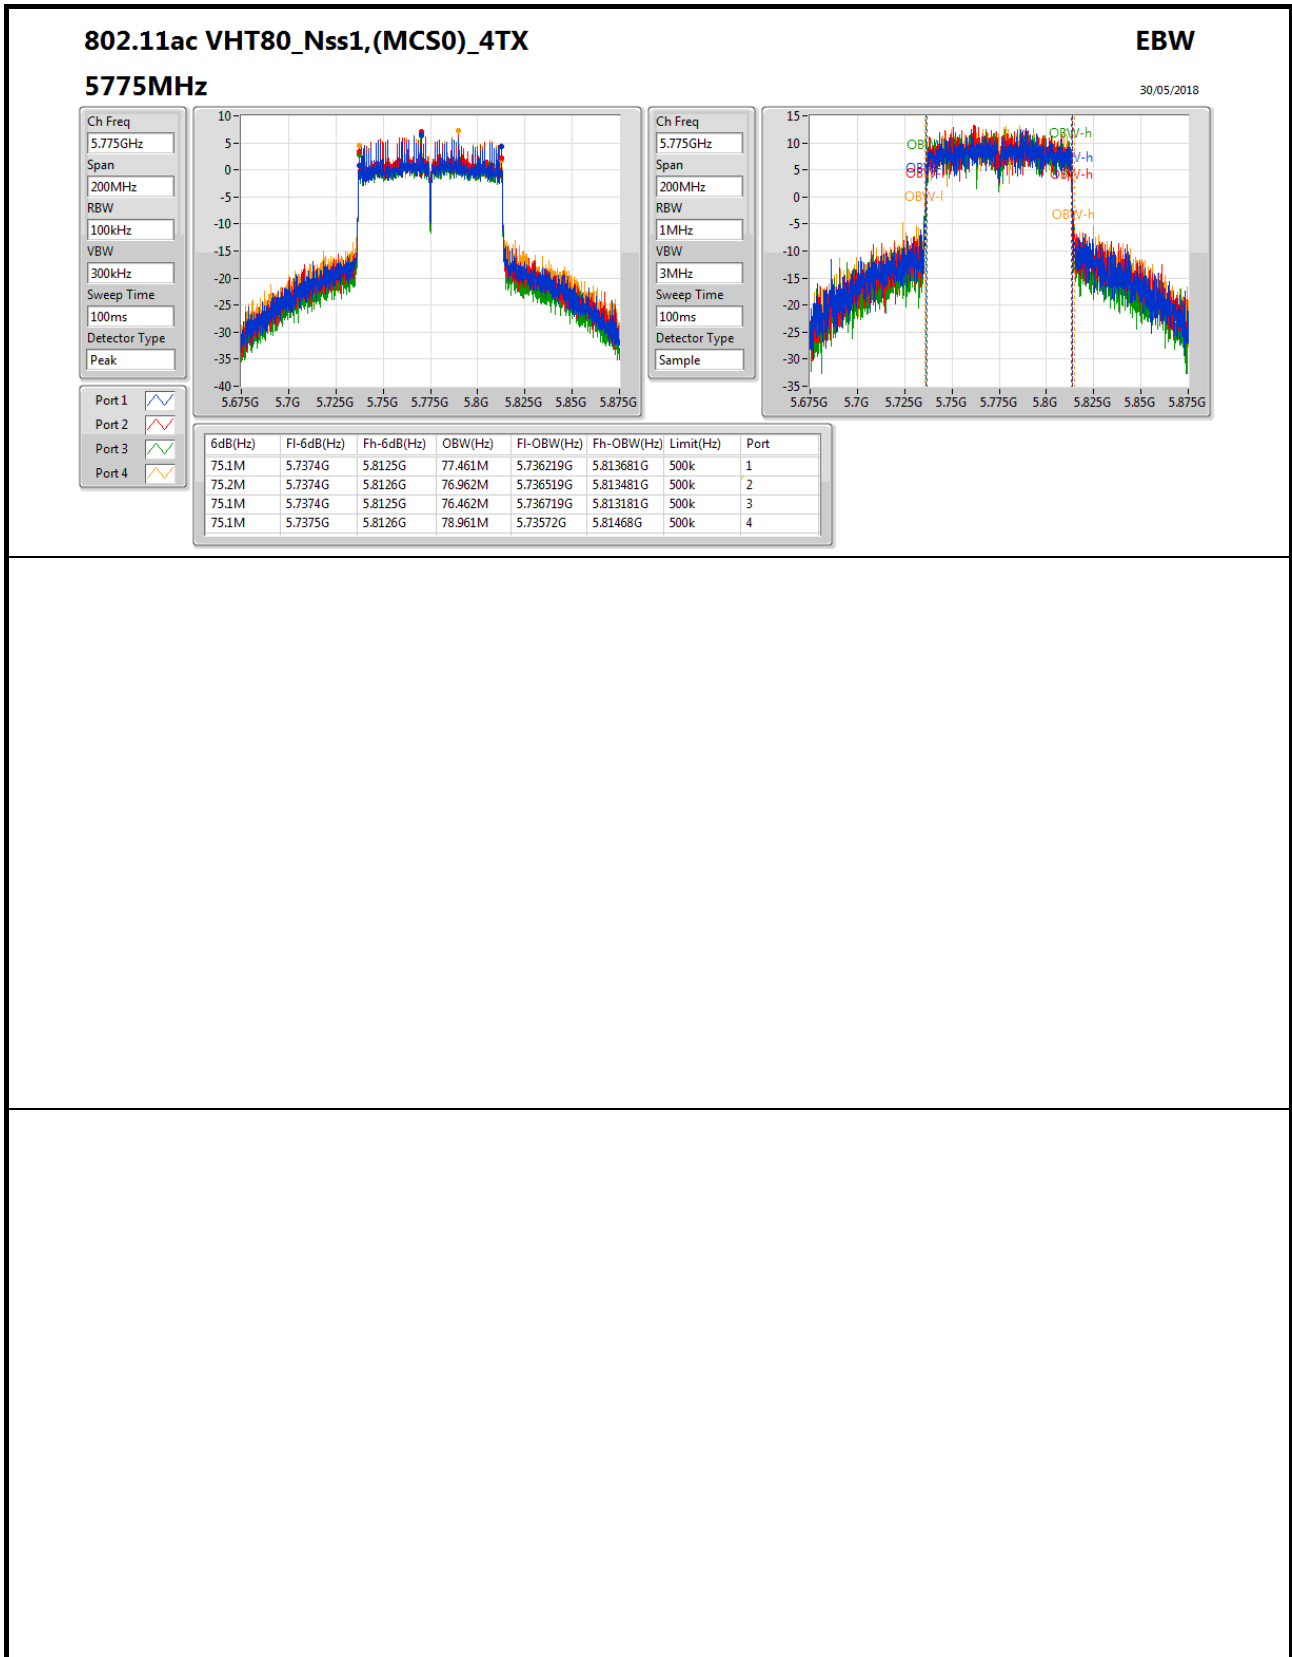 802.11ac VHT80_Nss1,(MCS0)_4TX
EBW
5775MHz
30/05/2018
Ch Freq
5.775GHz
Span
200MHz
RBW
100kHz
VBW
300kHz
Sweep Time
100ms
Detector Type
Peak
10
5
0
-5
-10
-15
-20
-25
-30
-35
-40
5.675G 5.7G 5.725G 5.75G 5.775G 5.8G 5.825G 5.85G 5.875G
Ch Freq
5.775GHz
Span
200MHz
RBW
1MHz
VBW
3MHz
Sweep Time
100ms
Detector Type
Sample
15
10
5
0
-5
-10
-15
-20
-25
-30
-35
OBW-h
OBW-l
OBW-h
5.675G 5.7G 5.725G 5.75G 5.775G 5.8G 5.825G 5.85G 5.875G
Port 1
Port 2
Port 3
Port 4
6dB(Hz) Fl-6dB(Hz) Fh-6dB(Hz) OBW(Hz) Fl-OBW(Hz) Fh-OBW(Hz) Limit(Hz) Port
75.1M 5.7374G 5.8125G 77.461M 5.736219G 5.813681G 500k 1
75.2M 5.7374G 5.8126G 76.962M 5.736519G 5.813481G 500k 2
75.1M 5.7374G 5.8125G 76.462M 5.736719G 5.813181G 500k 3
75.1M 5.7375G 5.8126G 78.961M 5.73572G 5.81468G 500k 4